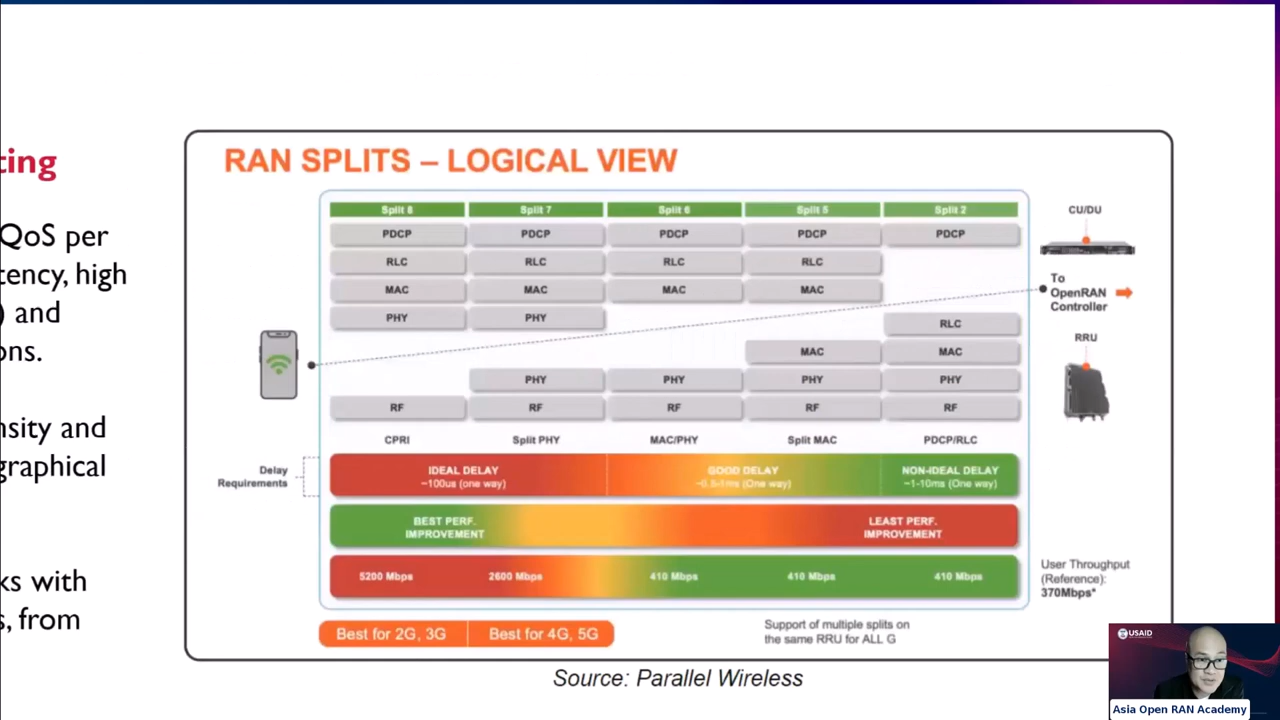 ting
QoS per
tency, high
) and
ons.
nsity and
graphical
ks with
s, from
RAN SPLITS – LOGICAL VIEW
Split 8 Split 7 Split 6 Split 5 Split 2
PDCP PDCP PDCP PDCP PDCP
RLC RLC RLC RLC
MAC MAC MAC MAC
PHY PHY
RLC
MAC MAC
PHY PHY PHY PHY
RF RF RF RF RF
CPRI Split PHY MAC/PHY Split MAC PDCP/RLC
Delay
Requirements
IDEAL DELAY
~100us (one way)
GOOD DELAY
~0.5-1ms (One way)
NON-IDEAL DELAY
~1-10ms (One way)
BEST PERF.
IMPROVEMENT
LEAST PERF.
IMPROVEMENT
5200 Mbps 2600 Mbps 410 Mbps 410 Mbps 410 Mbps
CU/DU
To
OpenRAN
Controller
RRU
User Throughput
(Reference):
370Mbps*
Best for 2G, 3G Best for 4G, 5G
Support of multiple splits on
the same RRU for ALL G
Source: Parallel Wireless
USAID
Asia Open RAN Academy